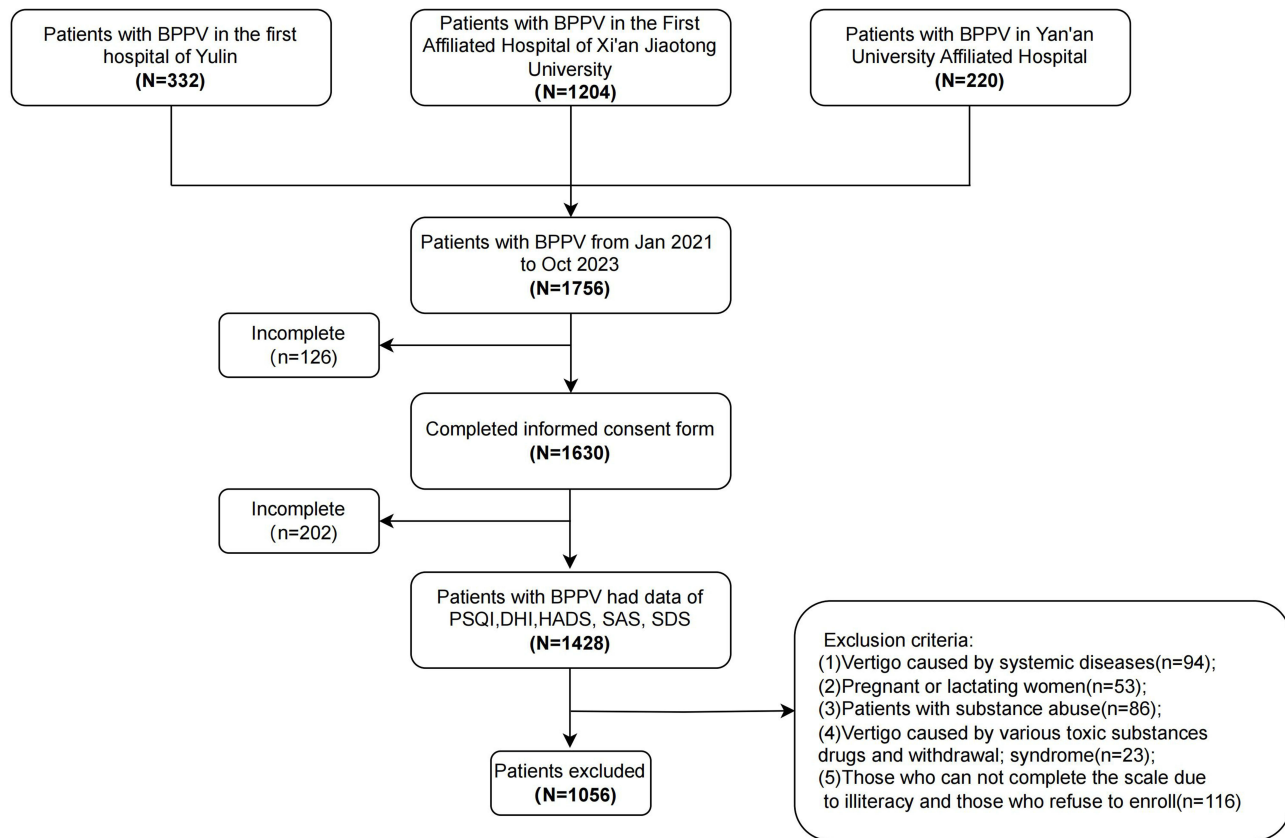 Patients with BPPV in the first
hospital of Yulin
(N=332)
Patients with BPPV in the First
Affiliated Hospital of Xi'an Jiaotong
University
(N=1204)
Patients with BPPV in Yan'an
University Affiliated Hospital
(N=220)
Patients with BPPV from Jan 2021
to Oct 2023
(N=1756)
Incomplete
(n=126)
Completed informed consent form
(N=1630)
Incomplete
(n=202)
Patients with BPPV had data of
PSQI,DHI,HADS, SAS, SDS
(N=1428)
Exclusion criteria:
(1)Vertigo caused by systemic diseases(n=94);
(2)Pregnant or lactating women(n=53);
(3)Patients with substance abuse(n=86);
(4)Vertigo caused by various toxic substances
drugs and withdrawal; syndrome(n=23);
(5)Those who can not complete the scale due
to illiteracy and those who refuse to enroll(n=116)
Patients excluded
(N=1056)